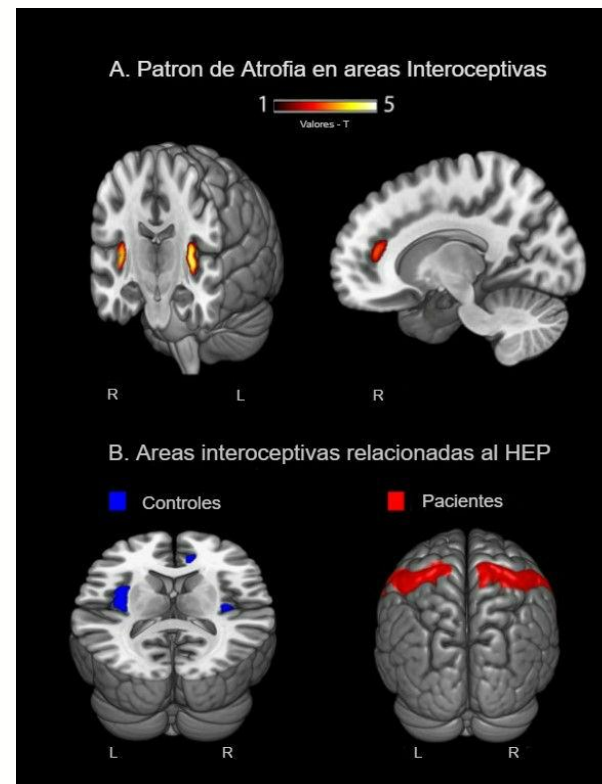 A. Patron de Atrofia en areas Interoceptivas
1 5
Valores - T
R L R
B. Areas interoceptivas relacionadas al HEP
Controles Pacientes
L R L R